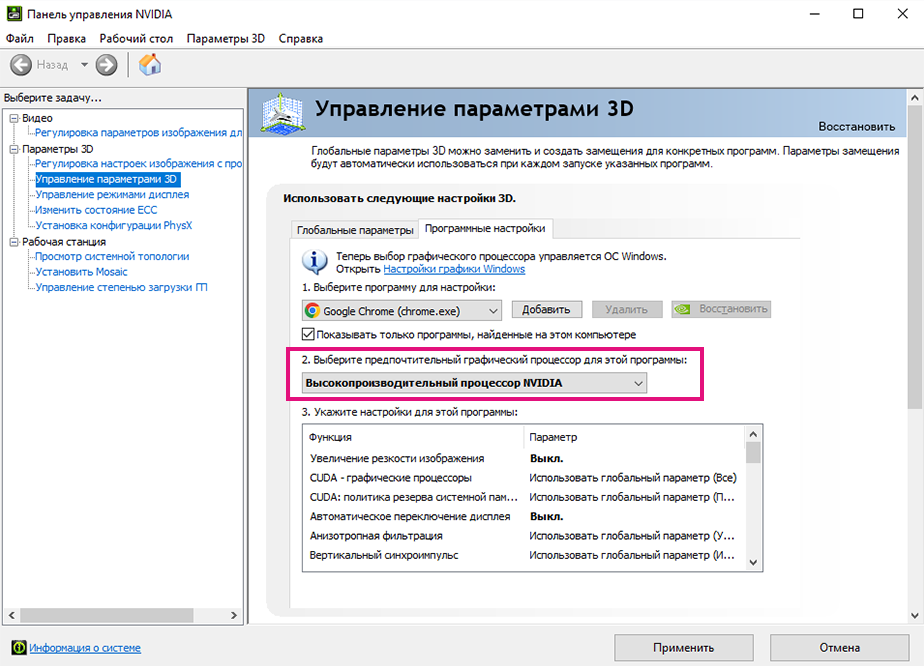 Панель управления NVIDIA
Файл Правка Рабочий стол Параметры 3D Справка
Назад
Выберите задачу...
Видео
Регулировка параметров изображения дл
Параметры 3D
Регулировка настроек изображения с про
Управление параметрами 3D
Управление режимами дисплея
Изменить состояние ECC
Установка конфигурации PhysX
Рабочая станция
Просмотр системной топологии
Установить Mosaic
Управление степенью загрузки ГП
Управление параметрами 3D
Восстановить
Глобальные параметры 3D можно заменить и создать замещения для конкретных программ. Параметры замещения
будут автоматически использоваться при каждом запуске указанных программ.
Использовать следующие настройки 3D.
Глобальные параметры Программные настройки
Теперь выбор графического процессора управляется ОС Windows.
Открыть Настройки графики Windows
1. Выберите программу для настройки:
Google Chrome (chrome.exe) Добавить Удалить Восстановить
Показывать только программы, найденные на этом компьютере
2. Выберите предпочтительный графический процессор для этой программы:
Высокопроизводительный процессор NVIDIA
3. Укажите настройки для этой программы:
Функция Параметр
Увеличение резкости изображения Выкл.
CUDA - графические процессоры Использовать глобальный параметр (Все)
CUDA: политика резерва системной пам... Использовать глобальный параметр (П...
Автоматическое переключение дисплея Выкл.
Анизотропная фильтрация Использовать глобальный параметр (У...
Вертикальный синхроимпульс Использовать глобальный параметр (И...
Информация о системе
Применить Отмена